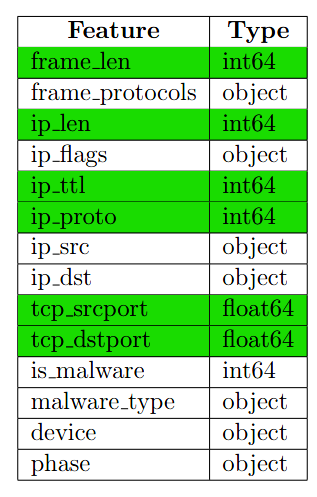 Feature Type
frame_len int64
frame_protocols object
ip_len int64
ip_flags object
ip_ttl int64
ip_proto int64
ip_src object
ip_dst object
tcp_srcport float64
tcp_dstport float64
is_malware int64
malware_type object
device object
phase object